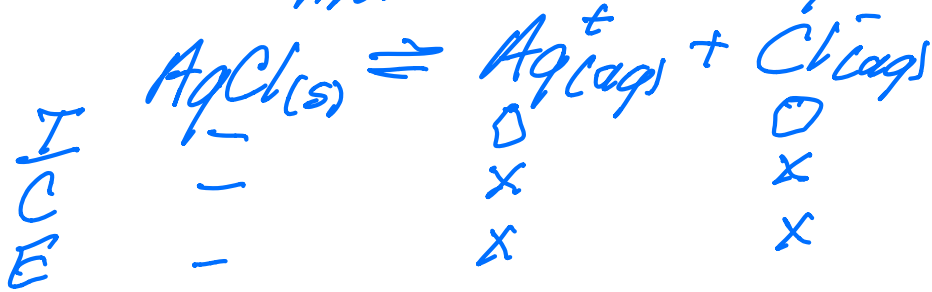 AgCl(s) ⇌ Ag⁺(aq) + Cl⁻(aq)
I – 0 0
C – x x
E – x x